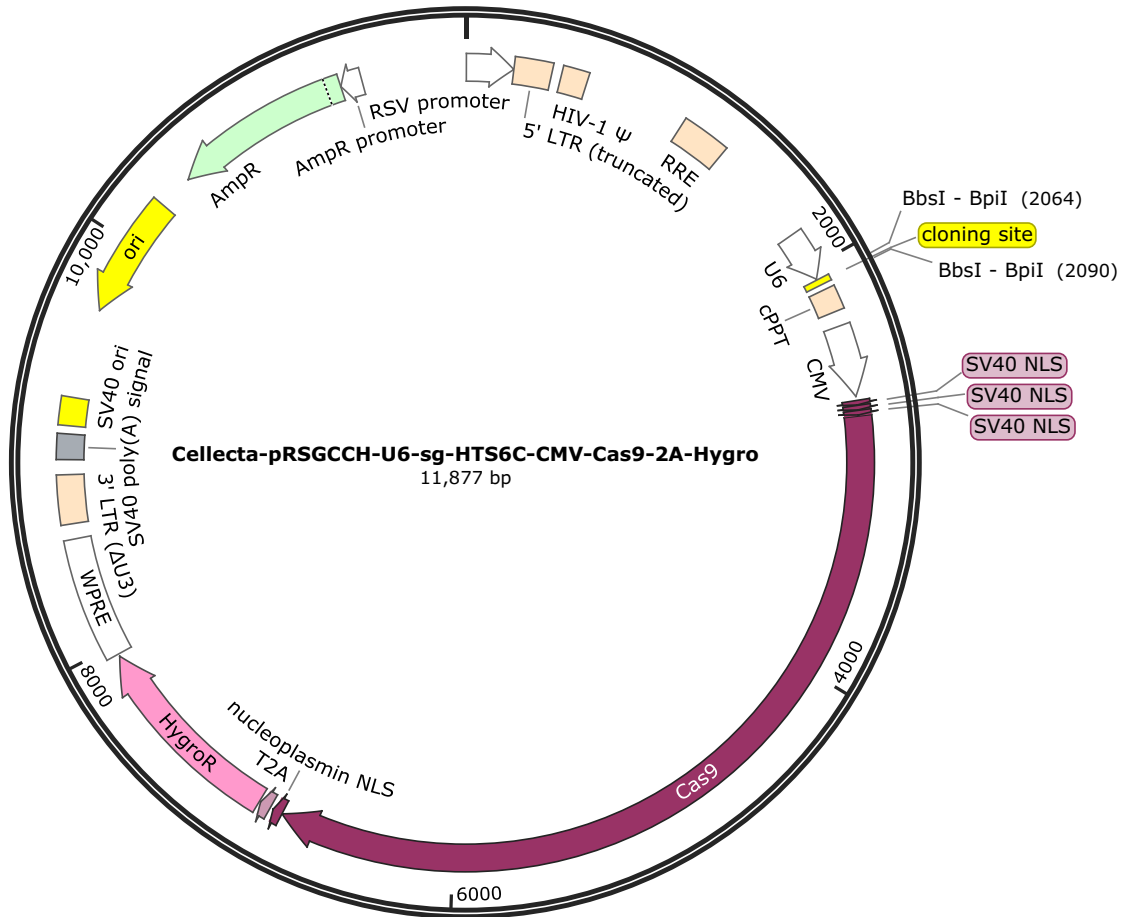 RSV promoter
AmpR promoter
AmpR
HIV-1 Ψ
5' LTR (truncated)
RRE
2000
BbsI - BpiI (2064)
cloning site
BbsI - BpiI (2090)
U6
cPPT
CMV
SV40 NLS
SV40 NLS
SV40 NLS
10,000
ori
SV40 ori
SV40 poly(A) signal
3' LTR (ΔU3)
Cellecta-pRSGCCH-U6-sg-HTS6C-CMV-Cas9-2A-Hygro
11,877 bp
WPRE
8000
4000
HygroR
T2A
nucleoplasmin NLS
Cas9
6000